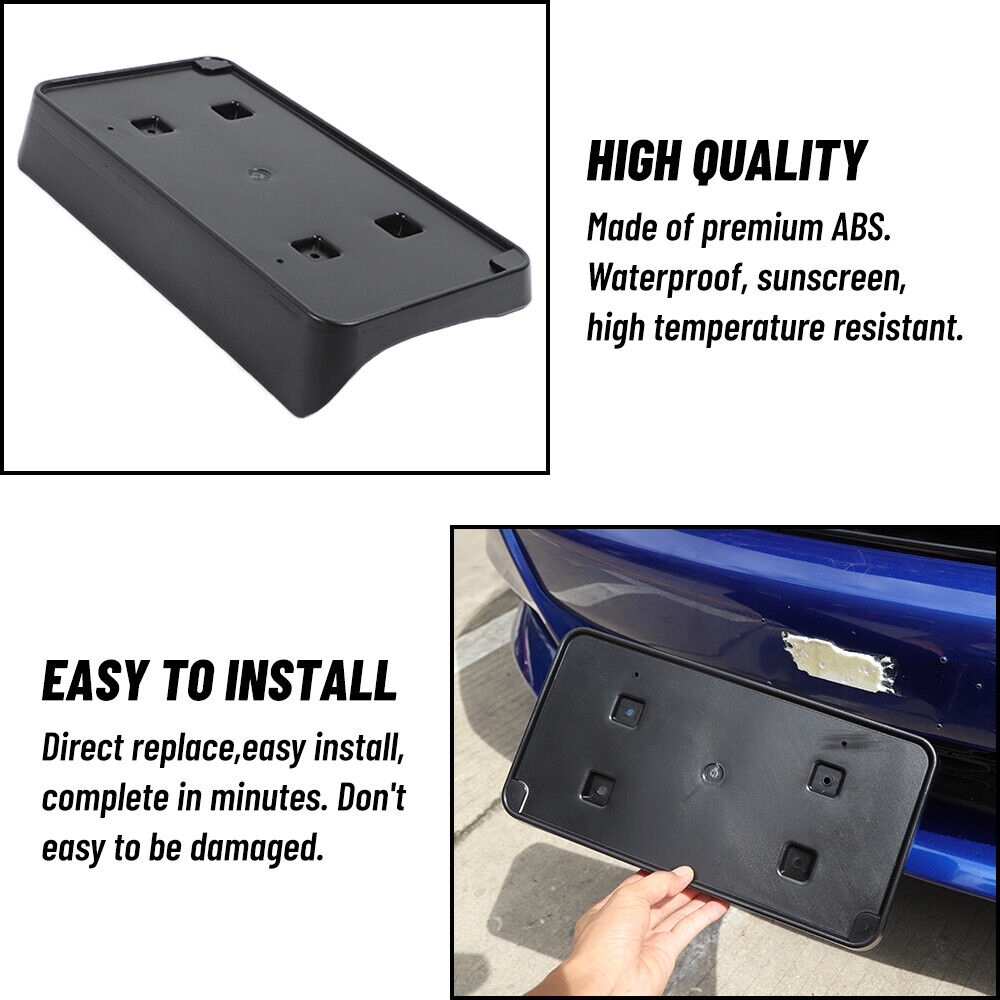 HIGH QUALITY
Made of premium ABS.
Waterproof, sunscreen,
high temperature resistant.
EASY TO INSTALL
Direct replace,easy install,
complete in minutes. Don't
easy to be damaged.